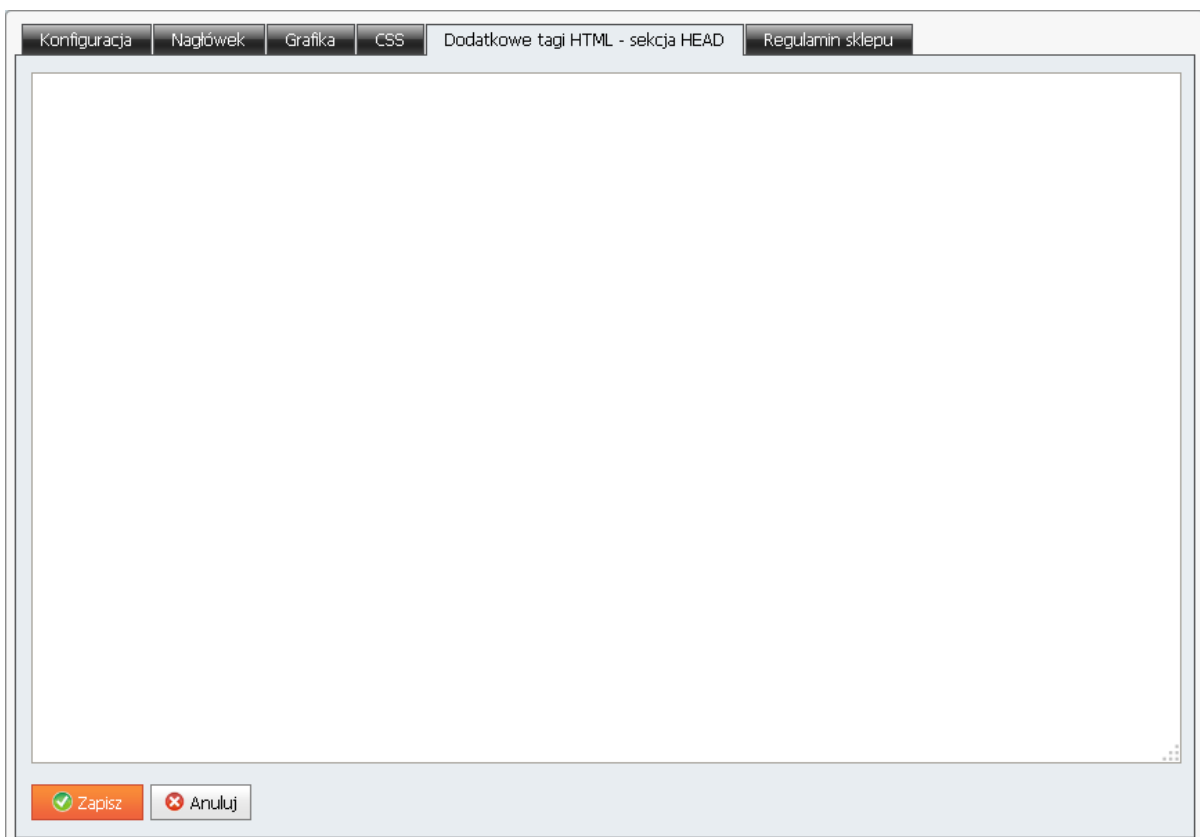 Konfiguracja Nagłówek Grafika CSS Dodatkowe tagi HTML - sekcja HEAD Regulamin sklepu
Zapisz Anuluj